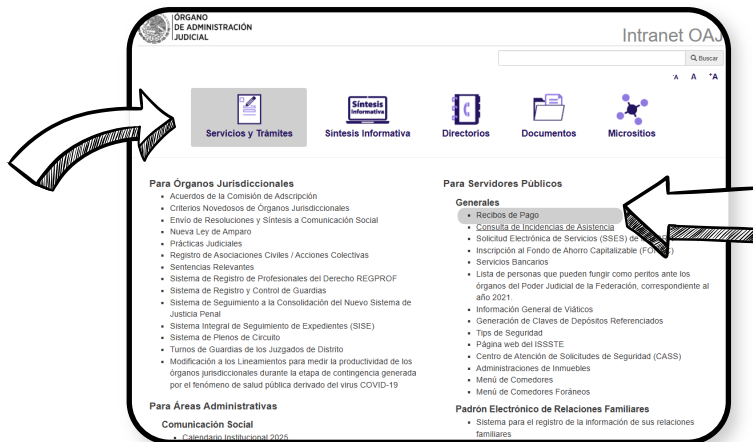 ÓRGANO
DE ADMINISTRACIÓN
JUDICIAL
Intranet OAJ
Buscar
-A A +A
Servicios y Trámites
Síntesis Informativa
Síntesis Informativa
Directorios
Documentos
Micrositios
Para Órganos Jurisdiccionales
Acuerdos de la Comisión de Adscripción
Criterios Novedosos de Órganos Jurisdiccionales
Envío de Resoluciones y Síntesis a Comunicación Social
Nueva Ley de Amparo
Prácticas Judiciales
Registro de Asociaciones Civiles / Acciones Colectivas
Sentencias Relevantes
Sistema de Registro de Profesionales del Derecho REGPROF
Sistema de Registro y Control de Guardias
Sistema de Seguimiento a la Consolidación del Nuevo Sistema de
Justicia Penal
Sistema Integral de Seguimiento de Expedientes (SISE)
Sistema de Plenos de Circuito
Turnos de Guardias de los Juzgados de Distrito
Modificación a los Lineamientos para medir la productividad de los
órganos jurisdiccionales durante la etapa de contingencia generada
por el fenómeno de salud pública derivado del virus COVID-19
Para Áreas Administrativas
Comunicación Social
Calendario Institucional 2025
Para Servidores Públicos
Generales
Recibos de Pago
Consulta de Incidencias de Asistencia
Solicitud Electrónica de Servicios (SSES) de
Inscripción al Fondo de Ahorro Capitalizable
Servicios Bancarios
Lista de personas que pueden fungir como peritos ante los
órganos del Poder Judicial de la Federación, correspondiente al
año 2021.
Información General de Viáticos
Generación de Claves de Depósitos Referenciados
Tips de Seguridad
Página web del ISSSTE
Centro de Atención de Solicitudes de Seguridad (CASS)
Administraciones de Inmuebles
Menú de Comedores
Menú de Comedores Foráneos
Padrón Electrónico de Relaciones Familiares
Sistema para el registro de la información de sus relaciones
familiares